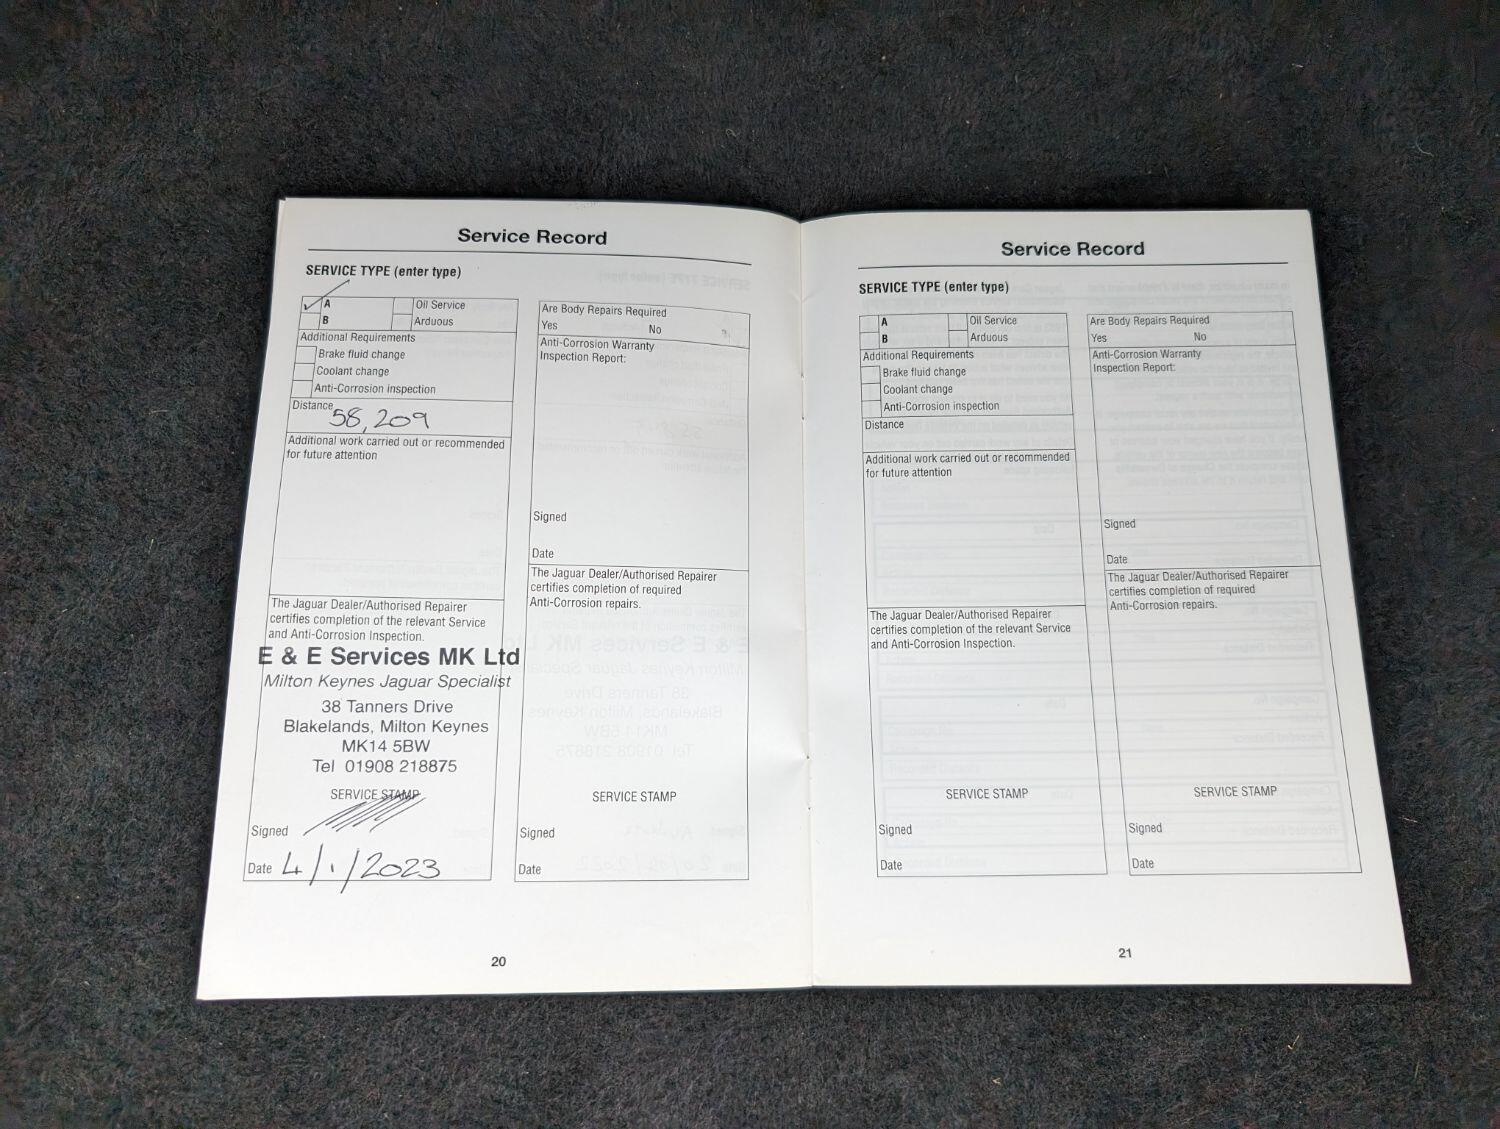 Service Record
SERVICE TYPE (enter type)
A
Oil Service
B
Arduous
Additional Requirements
Brake fluid change
Coolant change
Anti-Corrosion inspection
Distance
58,209
Additional work carried out or recommended
for future attention
The Jaguar Dealer/Authorised Repairer
certifies completion of the relevant Service
and Anti-Corrosion Inspection.
E & E Services MK Ltd
Milton Keynes Jaguar Specialist
38 Tanners Drive
Blakelands, Milton Keynes
MK14 5BW
Tel 01908 218875
SERVICE STAMP
Signed
Date 4/1/2023
Are Body Repairs Required
Yes No
Anti-Corrosion Warranty
Inspection Report:
Signed
Date
The Jaguar Dealer/Authorised Repairer
certifies completion of required
Anti-Corrosion repairs.
SERVICE STAMP
Signed
Date
20
Service Record
SERVICE TYPE (enter type)
A
Oil Service
B
Arduous
Additional Requirements
Brake fluid change
Coolant change
Anti-Corrosion inspection
Distance
Additional work carried out or recommended
for future attention
The Jaguar Dealer/Authorised Repairer
certifies completion of the relevant Service
and Anti-Corrosion Inspection.
SERVICE STAMP
Signed
Date
Are Body Repairs Required
Yes No
Anti-Corrosion Warranty
Inspection Report:
Signed
Date
The Jaguar Dealer/Authorised Repairer
certifies completion of required
Anti-Corrosion repairs.
SERVICE STAMP
Signed
Date
21